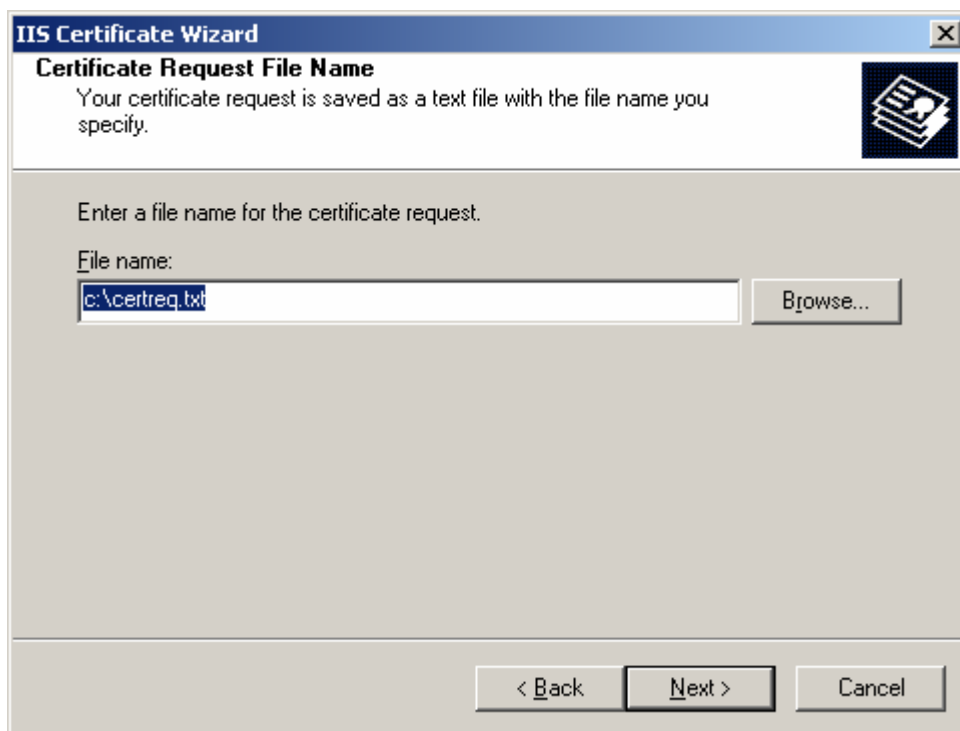 IIS Certificate Wizard
Certificate Request File Name
Your certificate request is saved as a text file with the file name you
specify.
Enter a file name for the certificate request.
File name:
c:\certreq.txt
Browse...
< Back
Next >
Cancel